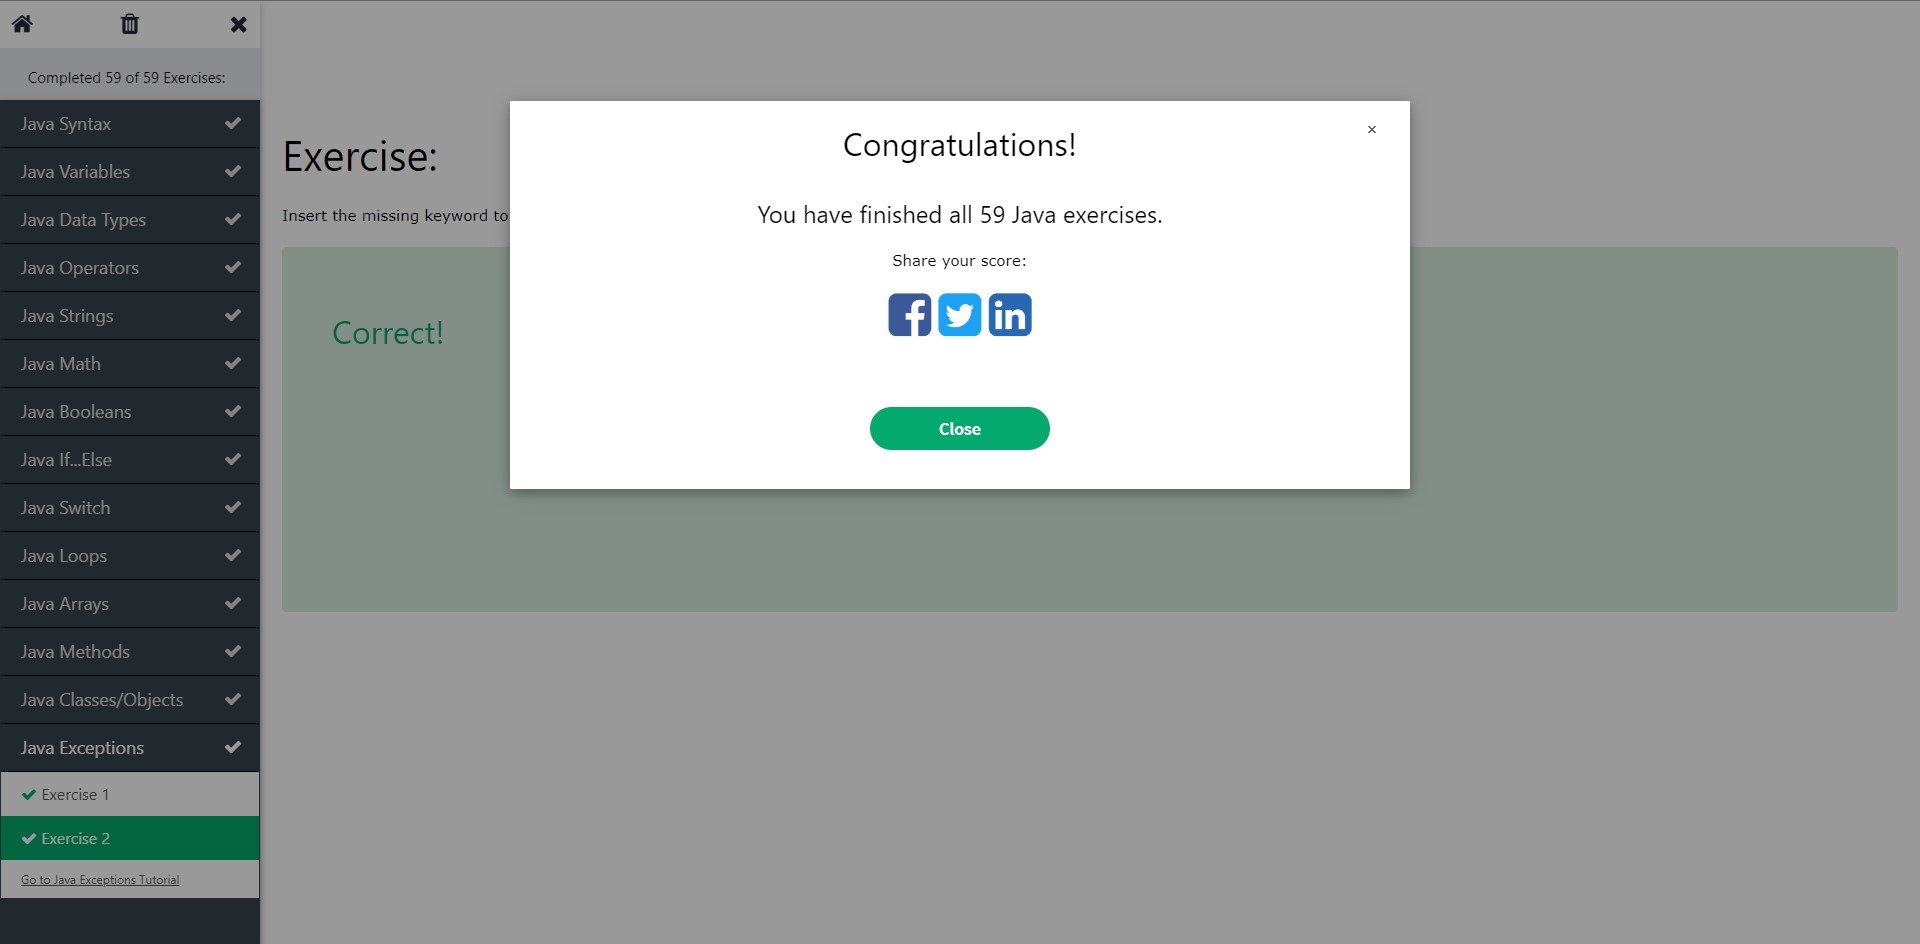 Completed 59 of 59 Exercises:
Java Syntax
Java Variables
Java Data Types
Java Operators
Java Strings
Java Math
Java Booleans
Java If...Else
Java Switch
Java Loops
Java Arrays
Java Methods
Java Classes/Objects
Java Exceptions
Exercise 1
Exercise 2
Go to Java Exceptions Tutorial
Exercise:
Insert the missing keyword to
Correct!
×
Congratulations!
You have finished all 59 Java exercises.
Share your score:
Close